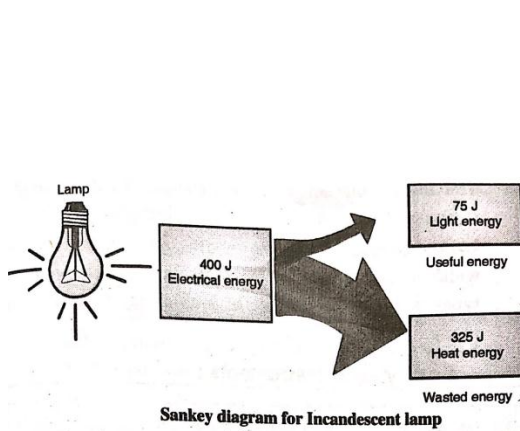 Lamp
400 J
Electrical energy
75 J
Light energy
Useful energy
325 J
Heat energy
Wasted energy
Sankey diagram for Incandescent lamp